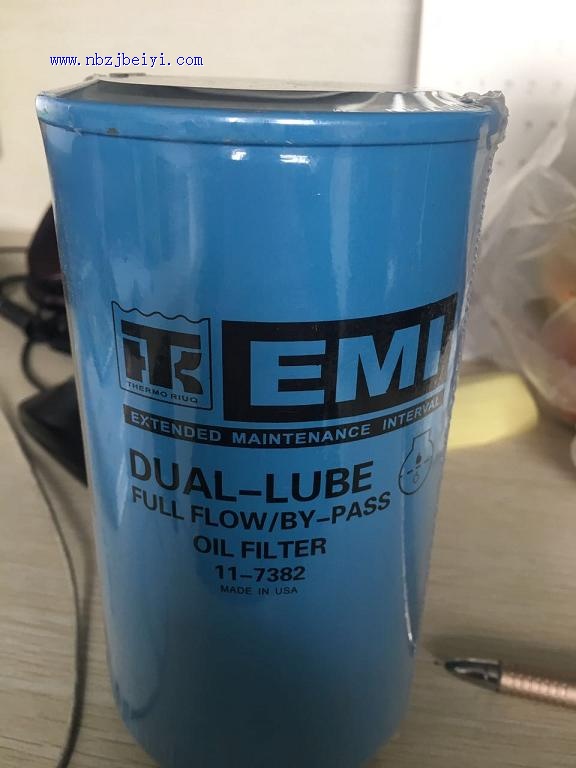 www.nbzjbeiyi.com
TK
THERMO RIUQ
EMI
EXTENDED MAINTENANCE INTERVAL
DUAL-LUBE
FULL FLOW/BY-PASS
OIL FILTER
11-7382
MADE IN USA